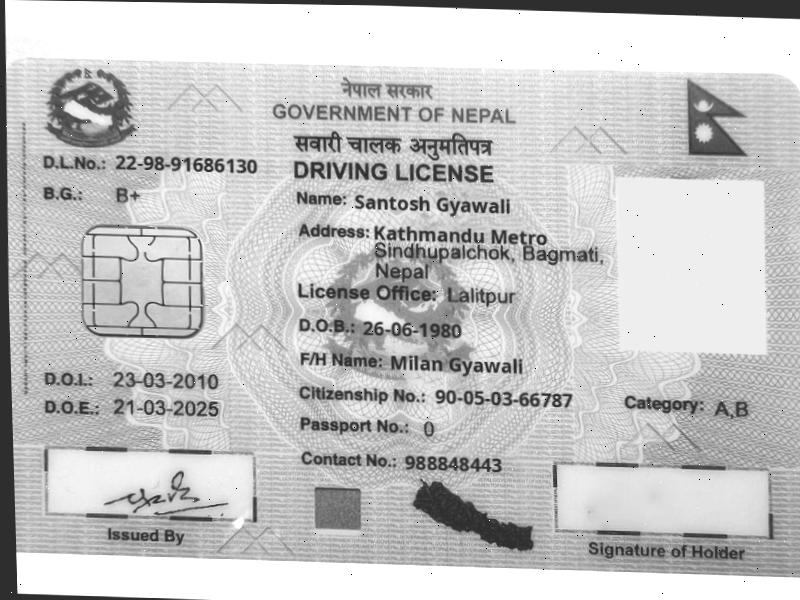 नेपाल सरकार
GOVERNMENT OF NEPAL
सवारी चालक अनुमतिपत्र
DRIVING LICENSE
D.L.No.: 22-98-91686130
B.G.: B+
Name: Santosh Gyawali
Address: Kathmandu Metro
Sindhupalchok, Bagmati,
Nepal
License Office: Lalitpur
D.O.B.: 26-06-1980
F/H Name: Milan Gyawali
D.O.I.: 23-03-2010
Citizenship No.: 90-05-03-66787
D.O.E.: 21-03-2025
Category: A,B
Passport No.: 0
Contact No.: 988848443
Issued By
Signature of Holder